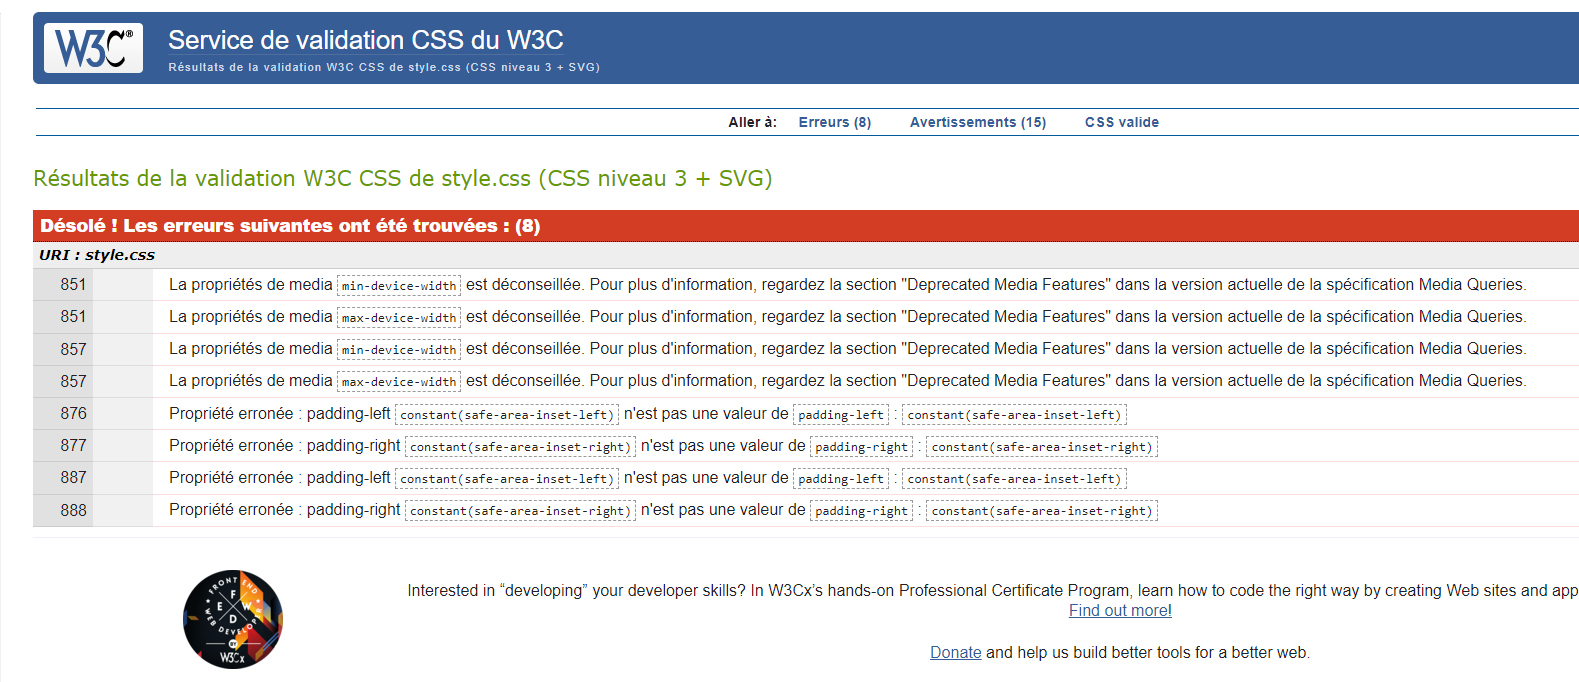 W3C®
Service de validation CSS du W3C
Résultats de la validation W3C CSS de style.css (CSS niveau 3 + SVG)
Aller à: Erreurs (8) Avertissements (15) CSS valide
Résultats de la validation W3C CSS de style.css (CSS niveau 3 + SVG)
Désolé ! Les erreurs suivantes ont été trouvées : (8)
URI : style.css
851 La propriétés de media min-device-width est déconseillée. Pour plus d'information, regardez la section "Deprecated Media Features" dans la version actuelle de la spécification Media Queries.
851 La propriétés de media max-device-width est déconseillée. Pour plus d'information, regardez la section "Deprecated Media Features" dans la version actuelle de la spécification Media Queries.
857 La propriétés de media min-device-width est déconseillée. Pour plus d'information, regardez la section "Deprecated Media Features" dans la version actuelle de la spécification Media Queries.
857 La propriétés de media max-device-width est déconseillée. Pour plus d'information, regardez la section "Deprecated Media Features" dans la version actuelle de la spécification Media Queries.
876 Propriété erronée : padding-left constant(safe-area-inset-left) n'est pas une valeur de padding-left : constant(safe-area-inset-left)
877 Propriété erronée : padding-right constant(safe-area-inset-right) n'est pas une valeur de padding-right : constant(safe-area-inset-right)
887 Propriété erronée : padding-left constant(safe-area-inset-left) n'est pas une valeur de padding-left : constant(safe-area-inset-left)
888 Propriété erronée : padding-right constant(safe-area-inset-right) n'est pas une valeur de padding-right : constant(safe-area-inset-right)
FRONT END
WEB DEVELOPER
F
E W
D
BY
W3Cx
Interested in “developing” your developer skills? In W3Cx’s hands-on Professional Certificate Program, learn how to code the right way by creating Web sites and app
Find out more!
Donate and help us build better tools for a better web.